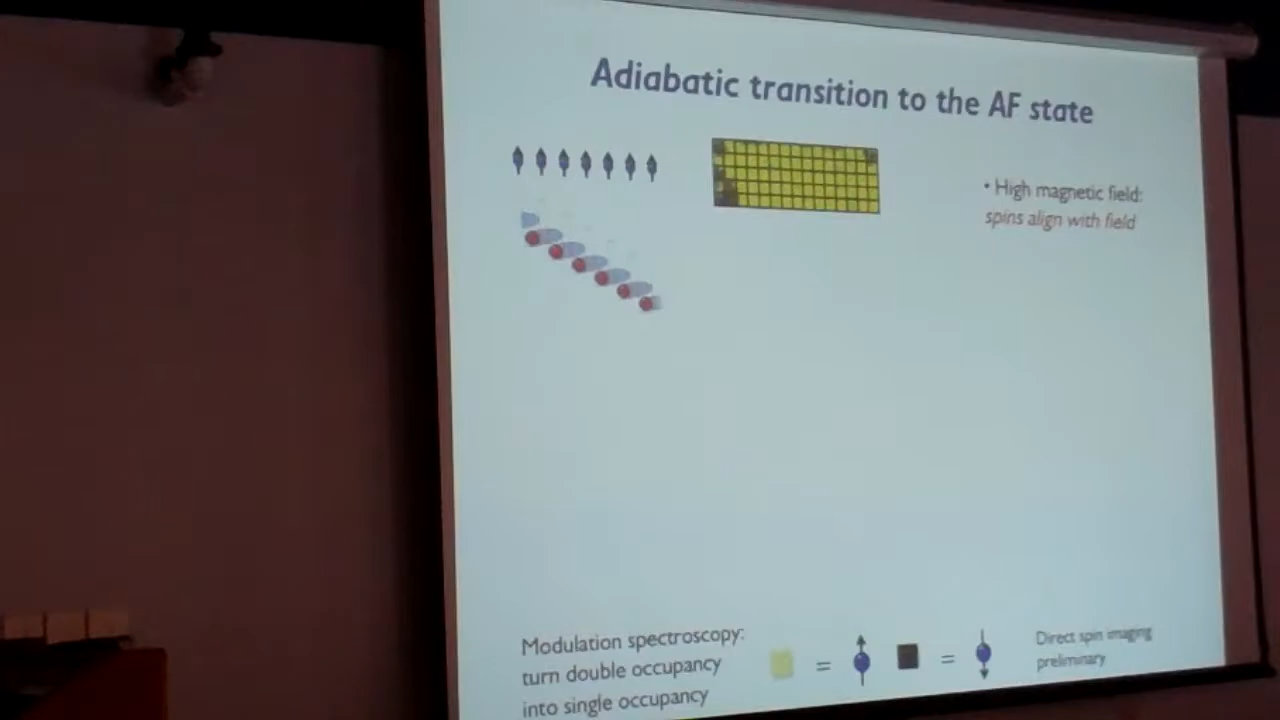 Adiabatic transition to the AF state
• High magnetic field:
spins align with field
Modulation spectroscopy:
turn double occupancy
into single occupancy
=
=
Direct spin imaging
preliminary